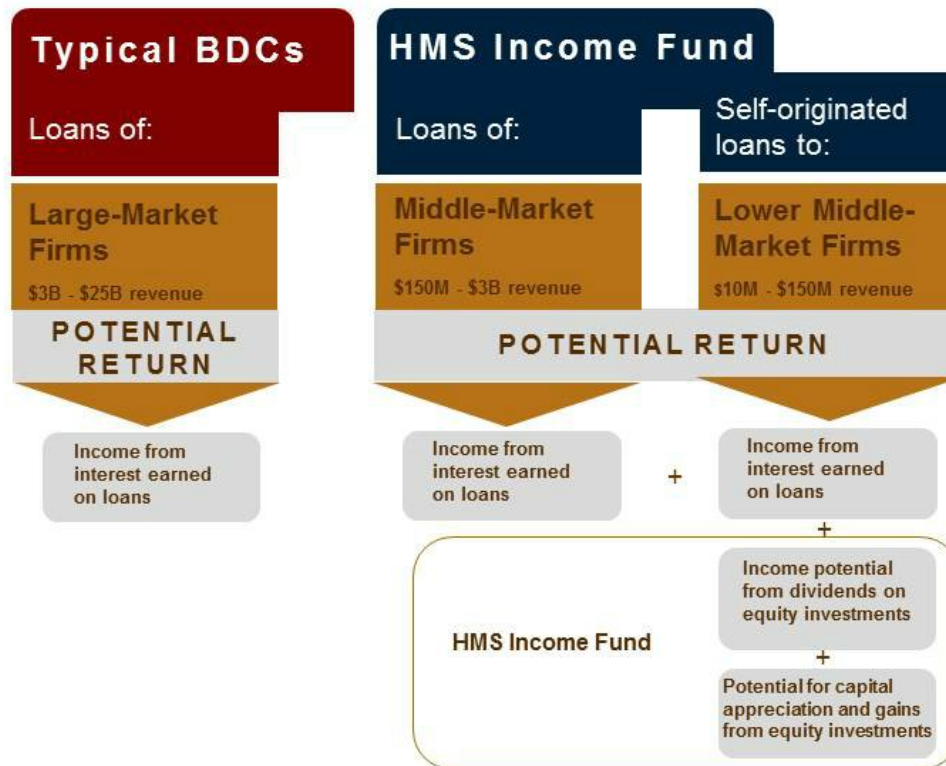 Typical BDCs
Loans of:
Large-Market
Firms
$3B - $25B revenue
POTENTIAL
RETURN
Income from
interest earned
on loans
HMS Income Fund
Loans of:
Self-originated
loans to:
Middle-Market
Firms
$150M - $3B revenue
Lower Middle-
Market Firms
$10M - $150M revenue
POTENTIAL RETURN
Income from
interest earned
on loans
+
Income from
interest earned
on loans
+
HMS Income Fund
Income potential
from dividends on
equity investments
+
Potential for capital
appreciation and gains
from equity investments